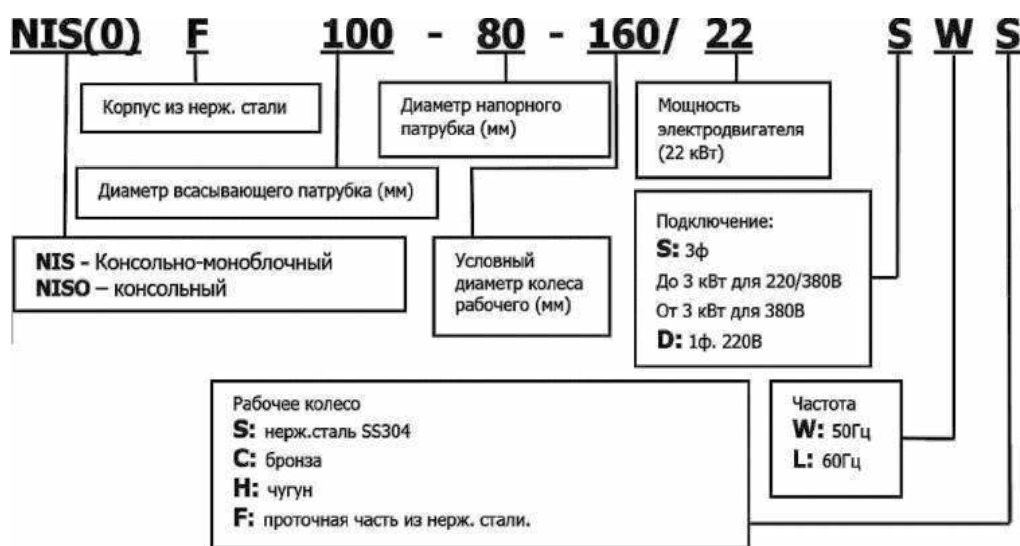 NIS(0) F 100 - 80 - 160/ 22 S W S
Корпус из нерж. стали
Диаметр напорного
патрубка (мм)
Мощность
электродвигателя
(22 кВт)
Диаметр всасывающего патрубка (мм)
NIS - Консольно-моноблочный
NISO – консольный
Условный
диаметр колеса
рабочего (мм)
Подключение:
S: 3ф
До 3 кВт для 220/380В
От 3 кВт для 380В
D: 1ф. 220В
Рабочее колесо
S: нерж.сталь SS304
C: бронза
H: чугун
F: проточная часть из нерж. стали.
Частота
W: 50Гц
L: 60Гц